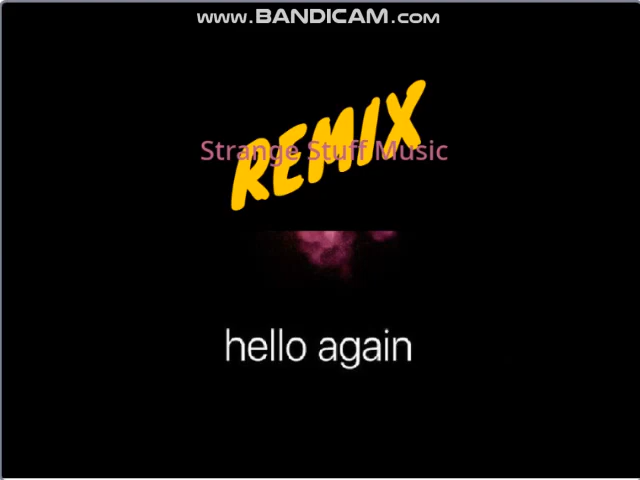 www.BANDICAM.com
REMIX
Strange Stuff Music
hello again